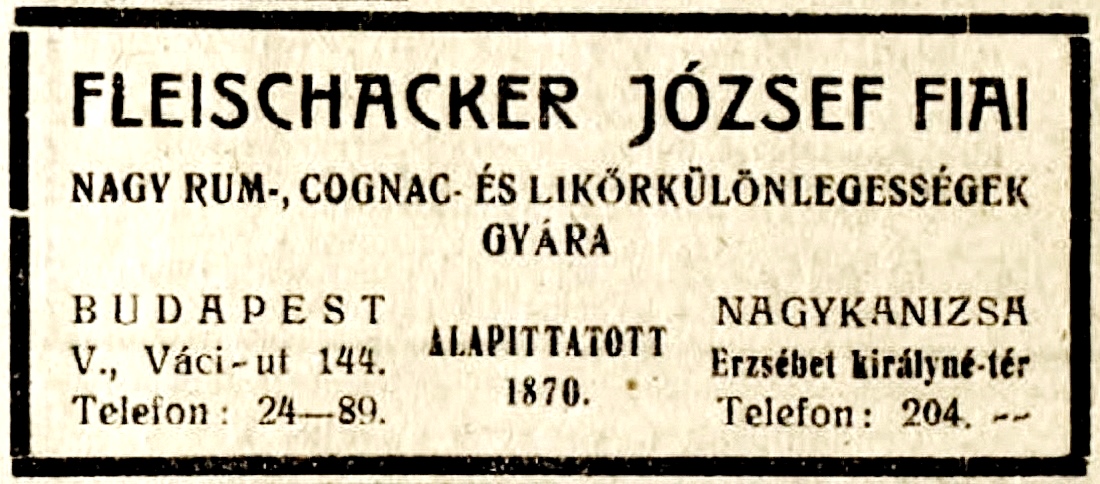 FLEISCHACKER JÓZSEF FIAI
NAGY RUM-, COGNAC- ÉS LIKŐRKÜLÖNLEGESSÉGEK
GYÁRA
BUDAPEST
V., Váci-ut 144.
Telefon: 24—89.
ALAPITTATOTT
1870.
NAGYKANIZSA
Erzsébet királyné-tér
Telefon: 204. --